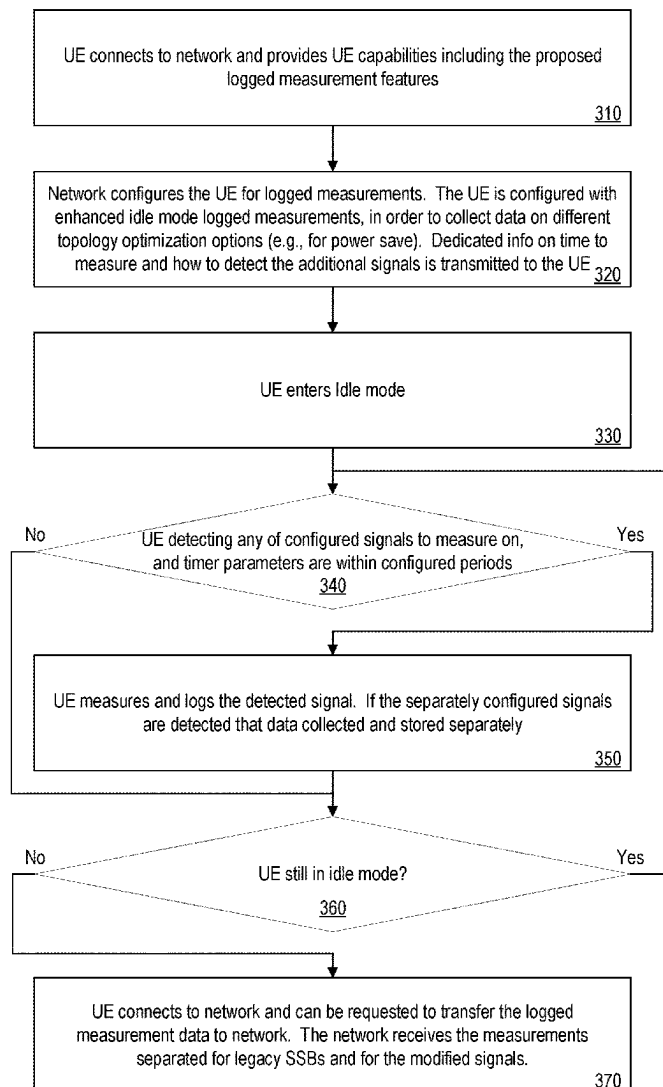 UE connects to network and provides UE capabilities including the proposed
logged measurement features
310
Network configures the UE for logged measurements. The UE is configured with
enhanced idle mode logged measurements, in order to collect data on different
topology optimization options (e.g., for power save). Dedicated info on time to
measure and how to detect the additional signals is transmitted to the UE
320
UE enters Idle mode
330
No
Yes
UE detecting any of configured signals to measure on,
and timer parameters are within configured periods
340
UE measures and logs the detected signal. If the separately configured signals
are detected that data collected and stored separately
350
No
Yes
UE still in idle mode?
360
UE connects to network and can be requested to transfer the logged
measurement data to network. The network receives the measurements
separated for legacy SSBs and for the modified signals.
370